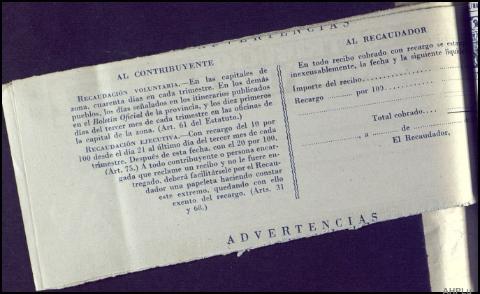 ADVERTENCIAS
AL CONTRIBUYENTE
RECAUDACIÓN VOLUNTARIA.—En las capitales de
zona, cuarenta días en cada trimestre. En los demás
pueblos, los días señalados en los itinerarios publicados
en el Boletín Oficial de la provincia, y los diez primeros
días del tercer mes de cada trimestre en las oficinas de
la capital de la zona. (Art. 61 del Estatuto.)
RECAUDACIÓN EJECUTIVA.—Con recargo del 10 por
100 desde el día 21 al último día del tercer mes de cada
trimestre. Después de esta fecha, con el 20 por 100.
(Art. 75.) A todo contribuyente o persona encar-
gada que reclame un recibo y no le fuere en-
tregado, deberá facilitársele por el Recau-
dador una papeleta haciendo constar
este extremo, quedando con ello
exento del recargo. (Arts. 31
y 68.)
AL RECAUDADOR
En todo recibo cobrado con recargo se
inexcusablemente, la fecha y la siguiente
Importe del recibo
Recargo ........ por 100
Total cobrado
, a ........ de
El Recaudador,
ADVERTENCIAS